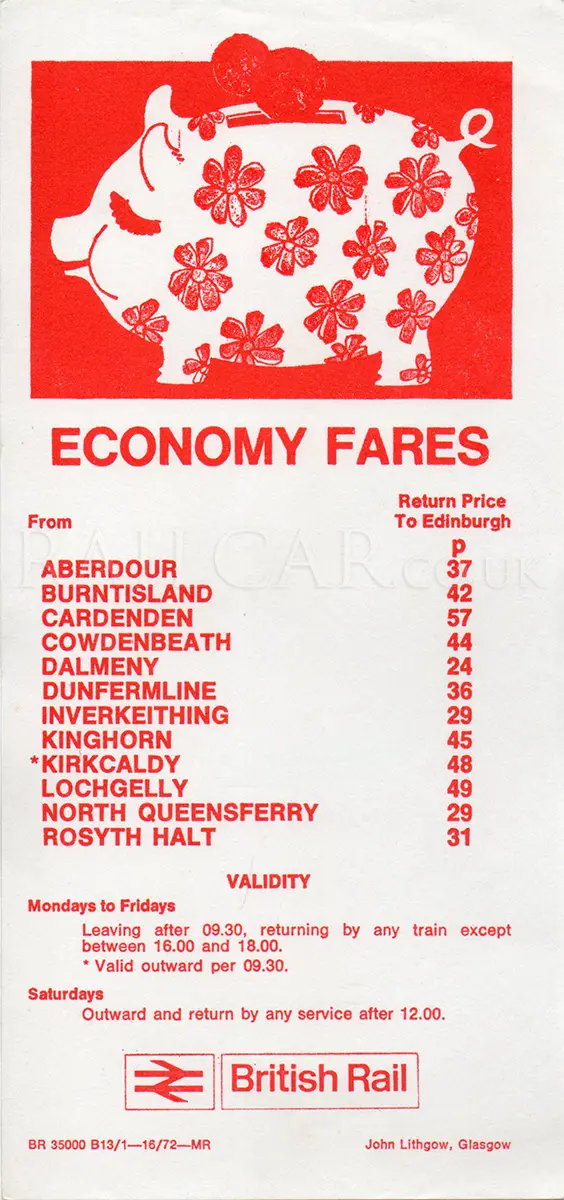 ECONOMY FARES
From
Return Price
To Edinburgh
p
RAILCAR.co.uk
ABERDOUR 37
BURNTISLAND 42
CARDENDEN 57
COWDENBEATH 44
DALMENY 24
DUNFERMLINE 36
INVERKEITHING 29
KINGHORN 45
*KIRKCALDY 48
LOCHGELLY 49
NORTH QUEENSFERRY 29
ROSYTH HALT 31
VALIDITY
Mondays to Fridays
Leaving after 09.30, returning by any train except
between 16.00 and 18.00.
* Valid outward per 09.30.
Saturdays
Outward and return by any service after 12.00.
British Rail
BR 35000 B13/1—16/72—MR John Lithgow, Glasgow